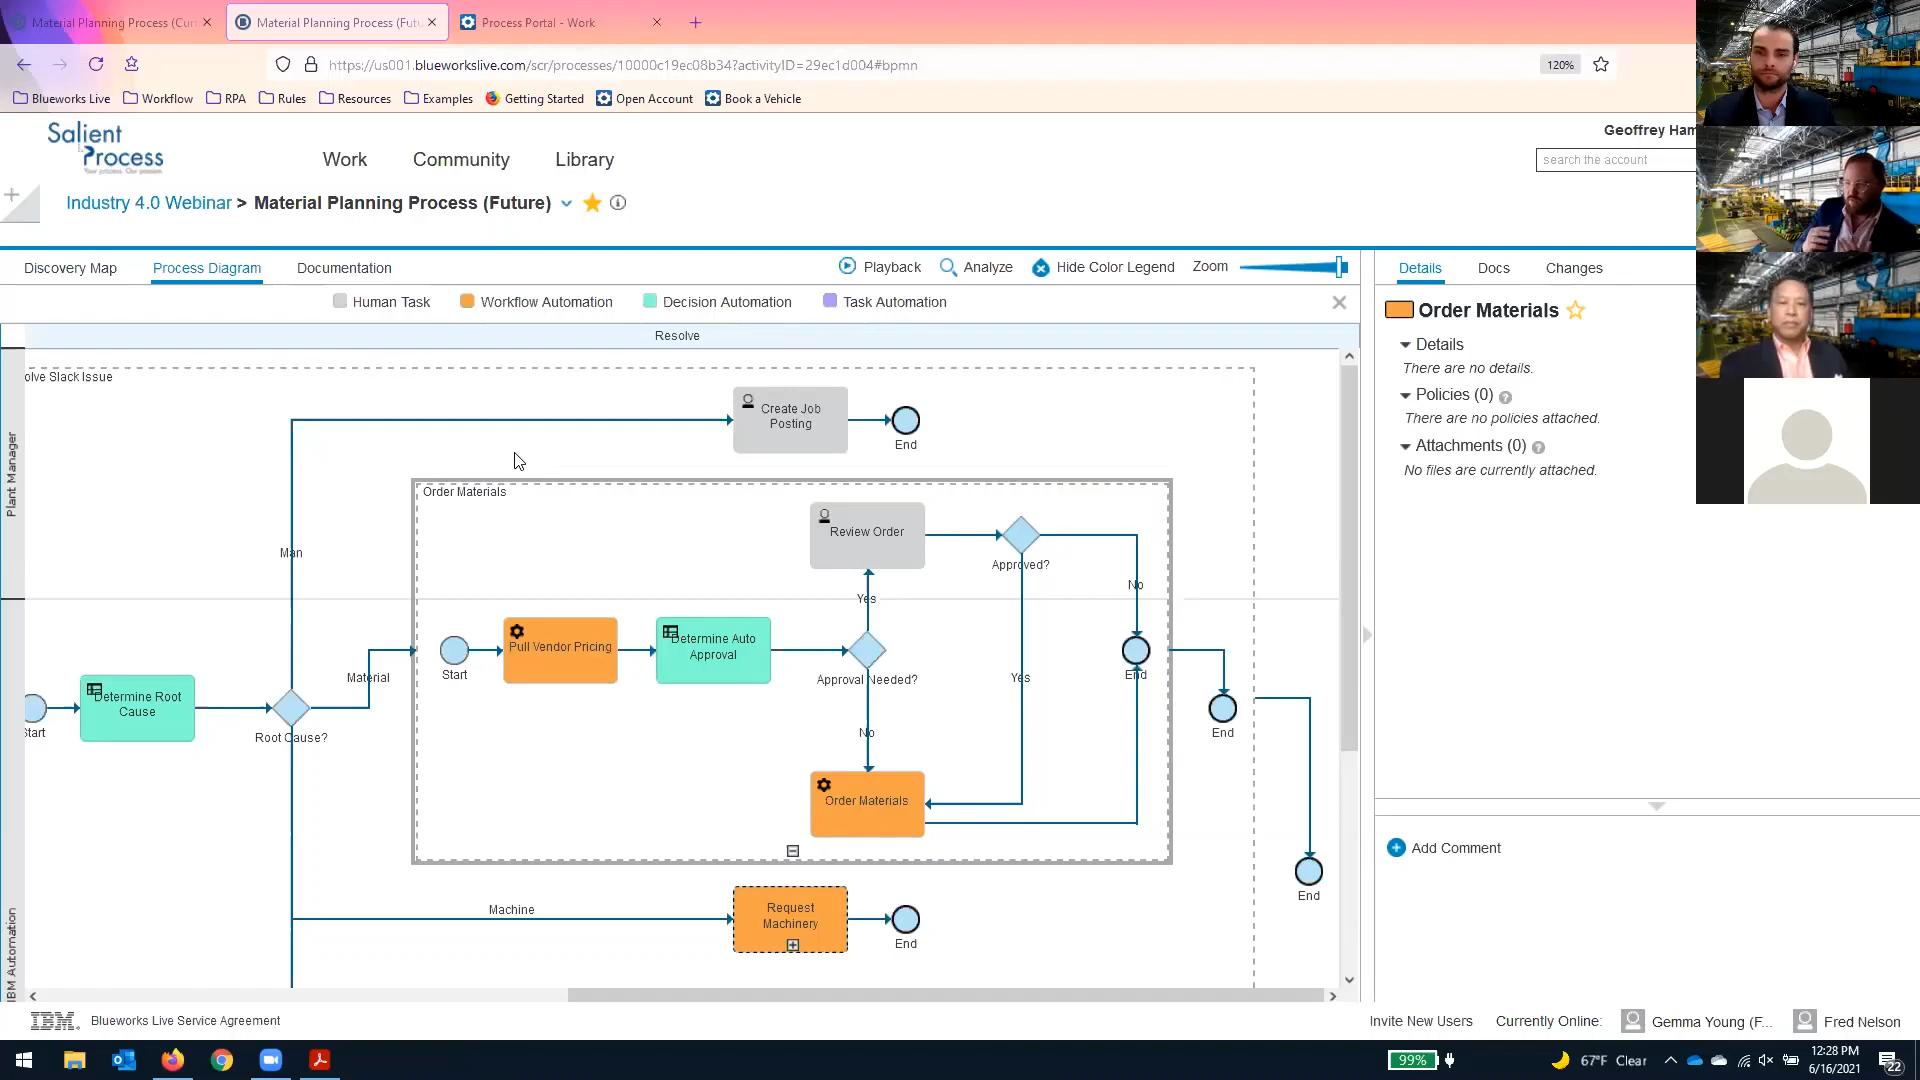 Material Planning Process (Curr
Material Planning Process (Futu
Process Portal - Work
https://us001.blueworkslive.com/scr/processes/10000c19ec08b34?activityID=29ec1d004#bpmn
120%
Blueworks Live
Workflow
RPA
Rules
Resources
Examples
Getting Started
Open Account
Book a Vehicle
Salient
Process
Work
Community
Library
Geoffrey Ham
search the account
Industry 4.0 Webinar > Material Planning Process (Future)
Discovery Map
Process Diagram
Documentation
Playback
Analyze
Hide Color Legend
Zoom
Details
Docs
Changes
Human Task
Workflow Automation
Decision Automation
Task Automation
Resolve
Order Materials
Details
There are no details.
Policies (0)
There are no policies attached.
Attachments (0)
No files are currently attached.
Add Comment
Plant Manager
IBM Automation
olve Slack Issue
Create Job
Posting
End
Man
Order Materials
Review Order
Approved?
No
Yes
Start
Pull Vendor Pricing
Determine Auto
Approval
Approval Needed?
Yes
End
End
No
Order Materials
Material
Start
Determine Root
Cause
Root Cause?
Machine
Request
Machinery
End
End
IBM
Blueworks Live Service Agreement
Invite New Users
Currently Online:
Gemma Young (F...
Fred Nelson
99%
67°F Clear
12:28 PM
6/16/2021
22